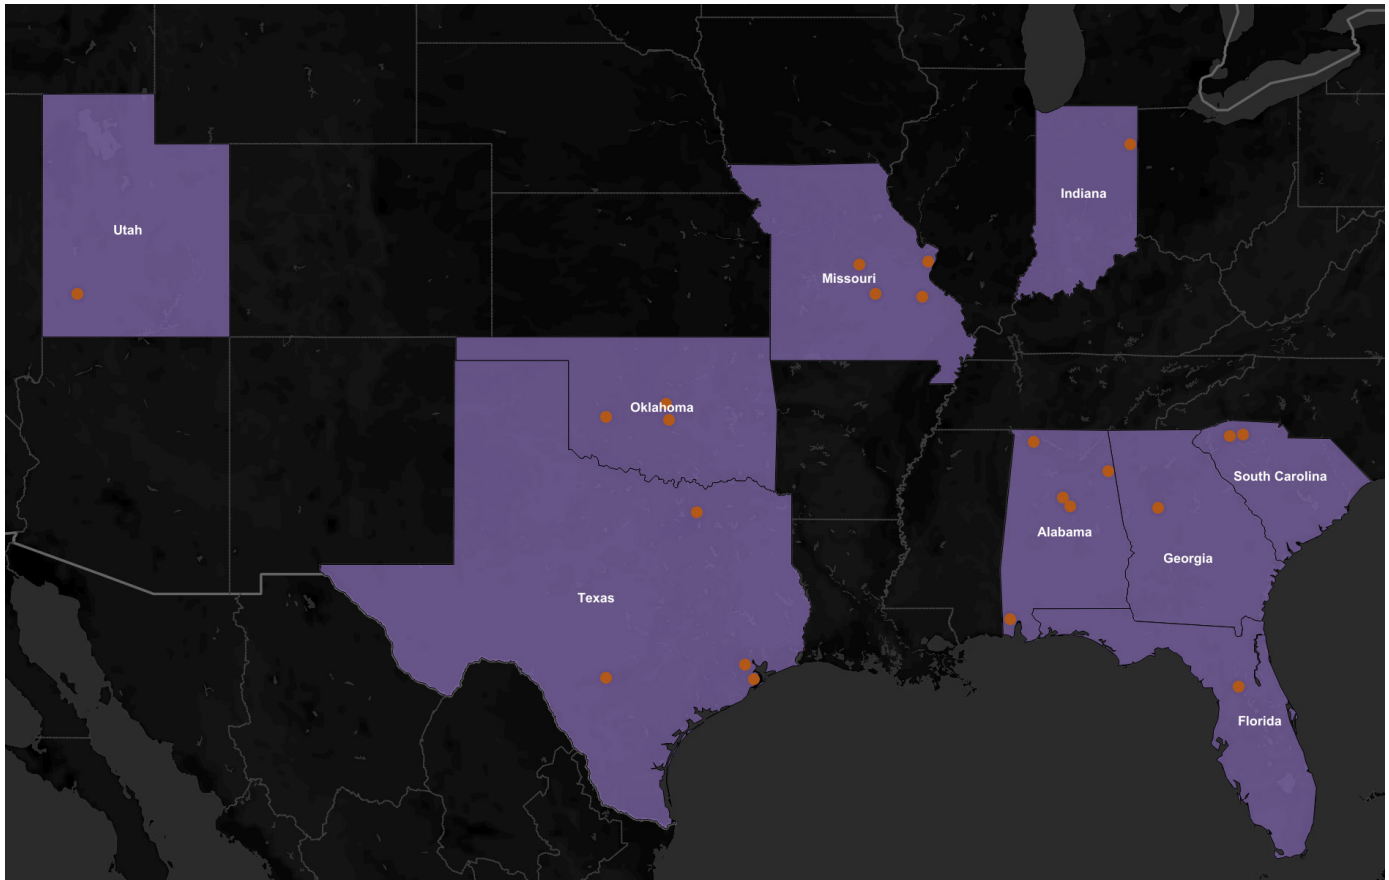 Utah
Indiana
Missouri
Oklahoma
South Carolina
Alabama
Georgia
Texas
Florida